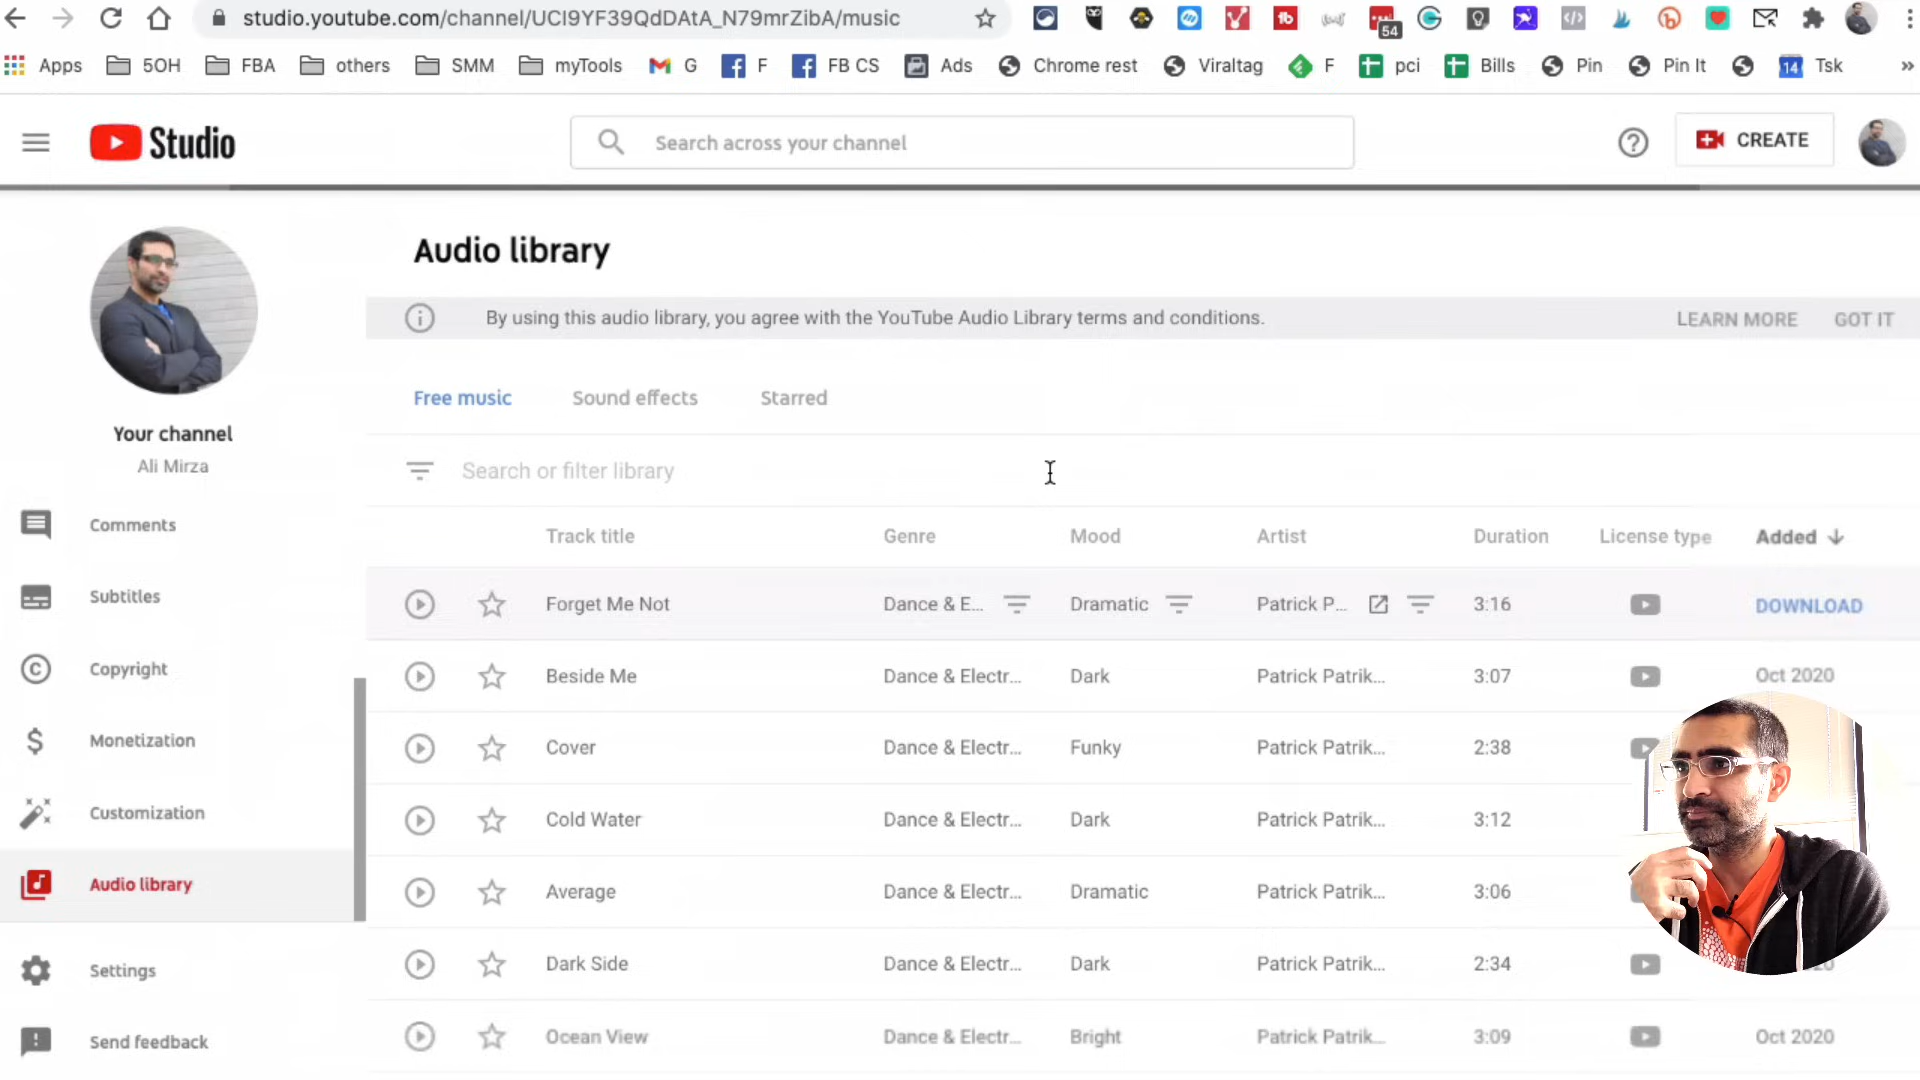 studio.youtube.com/channel/UCI9YF39QdDAtA_N79mrZibA/music
54
Apps 5OH FBA others SMM myTools G F FB CS Ads Chrome rest Viraltag F pci Bills Pin Pin It 14 Tsk »
Studio
Search across your channel
CREATE
Audio library
By using this audio library, you agree with the YouTube Audio Library terms and conditions.
LEARN MORE GOT IT
Free music Sound effects Starred
Your channel
Ali Mirza
Search or filter library
Comments
Subtitles
Copyright
Monetization
Customization
Audio library
Settings
Send feedback
Track title Genre Mood Artist Duration License type Added
Forget Me Not Dance & E... Dramatic Patrick P... 3:16 DOWNLOAD
Beside Me Dance & Electr... Dark Patrick Patrik... 3:07 Oct 2020
Cover Dance & Electr... Funky Patrick Patrik... 2:38
Cold Water Dance & Electr... Dark Patrick Patrik... 3:12
Average Dance & Electr... Dramatic Patrick Patrik... 3:06
Dark Side Dance & Electr... Dark Patrick Patrik... 2:34
Ocean View Dance & Electr... Bright Patrick Patrik... 3:09 Oct 2020